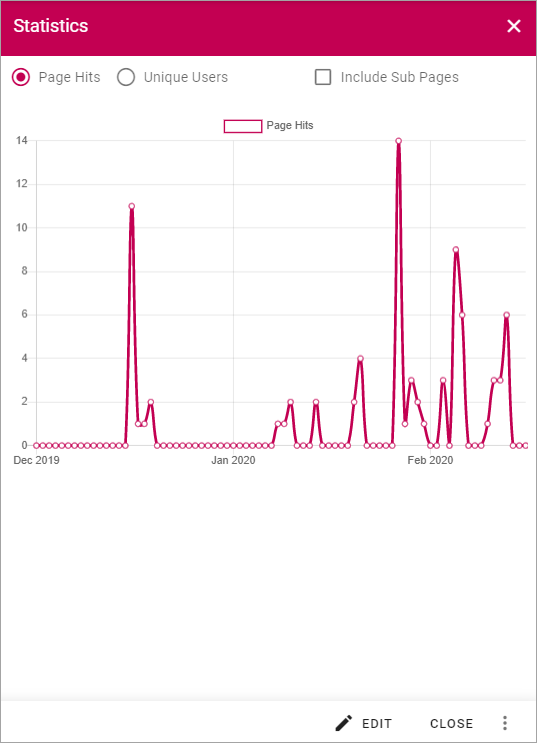 Statistics
Page Hits Unique Users Include Sub Pages
Page Hits
14
12
10
8
6
4
2
0
Dec 2019 Jan 2020 Feb 2020
EDIT CLOSE